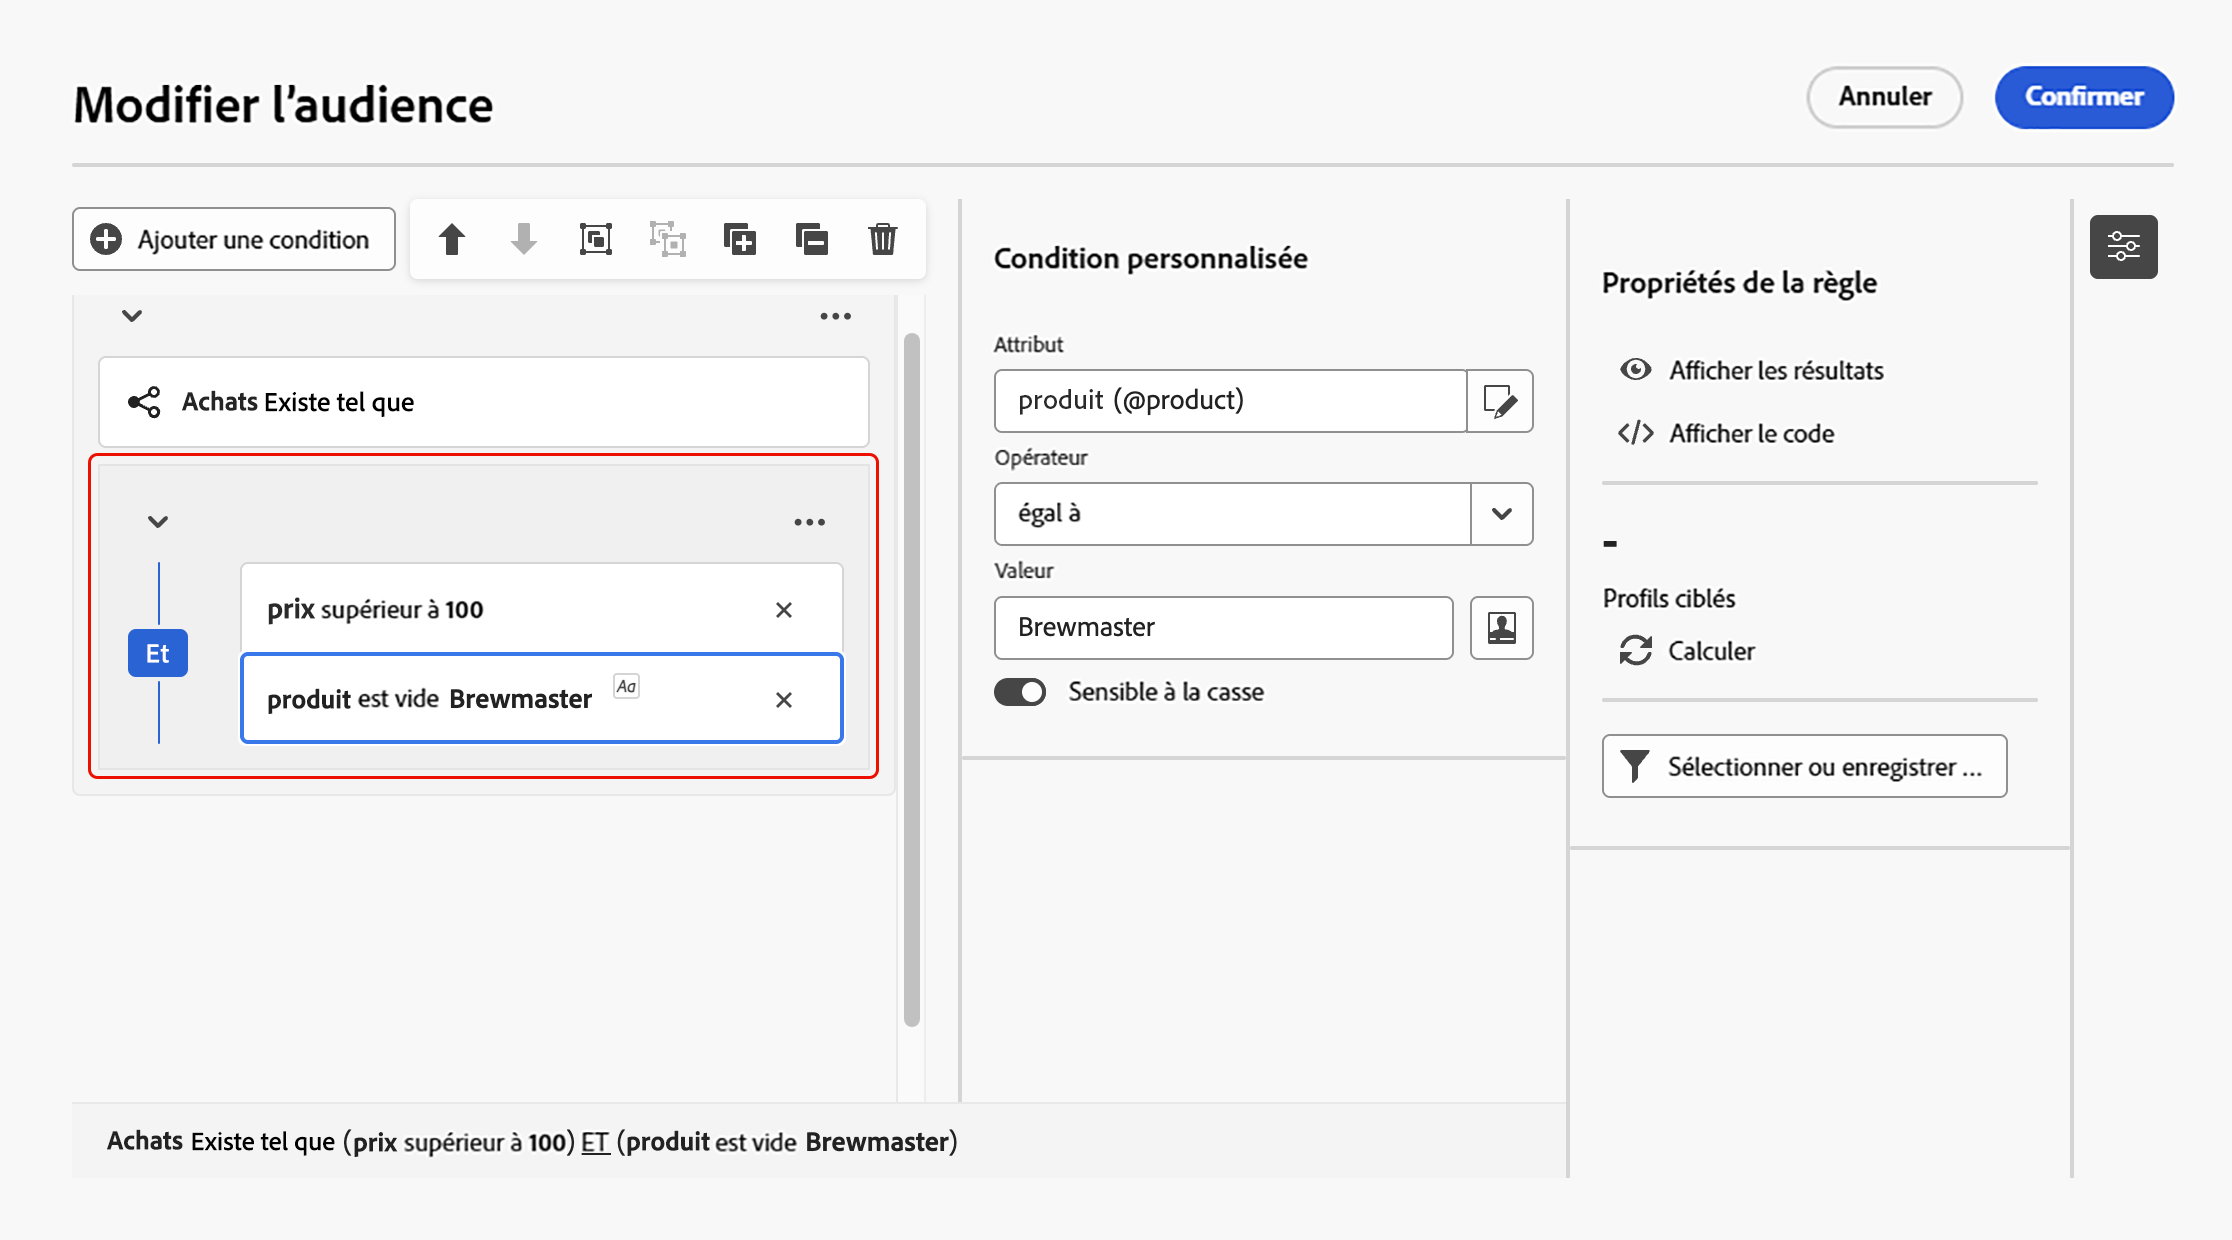 Modifier l’audience
Annuler
Confirmer
Ajouter une condition
Achats Existe tel que
Et
prix supérieur à 100
produit est vide Brewmaster Aa
Condition personnalisée
Attribut
produit (@product)
Opérateur
égal à
Valeur
Brewmaster
Sensible à la casse
Propriétés de la règle
Afficher les résultats
Afficher le code
-
Profils ciblés
Calculer
Sélectionner ou enregistrer ...
Achats Existe tel que (prix supérieur à 100) ET (produit est vide Brewmaster)